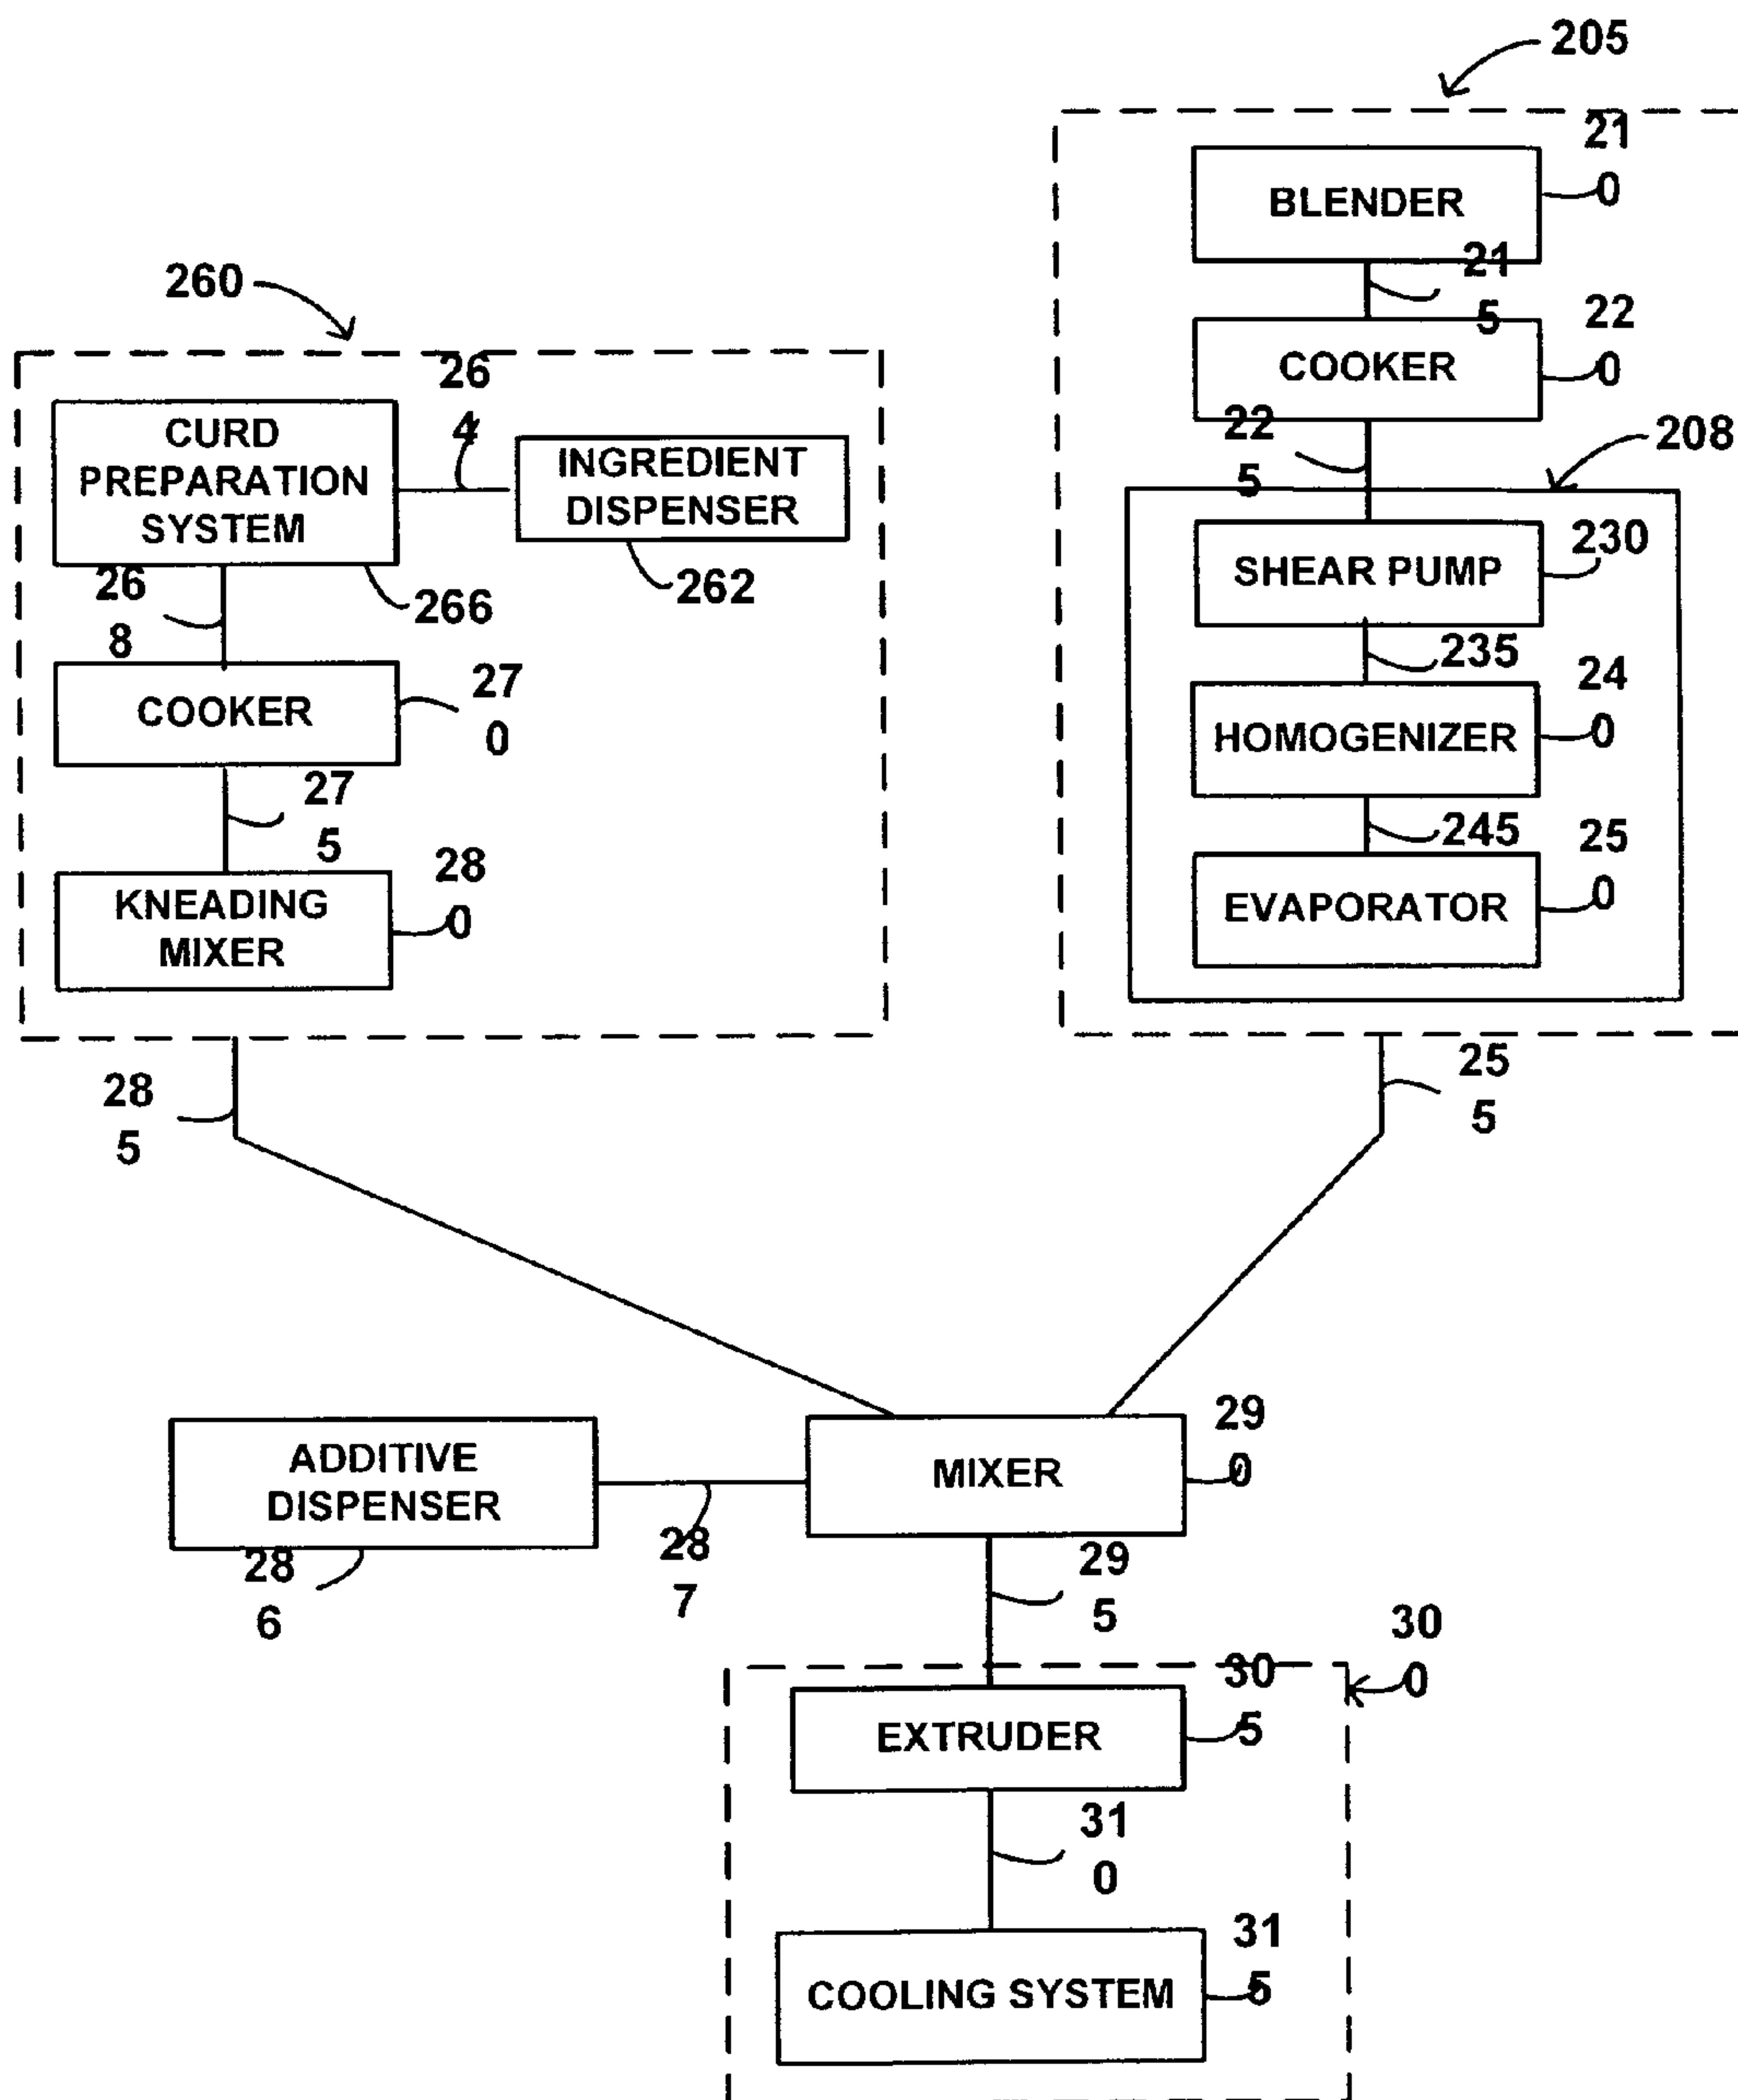 205
21
0
BLENDER
21
5
22
0
COOKER
22
5
208
SHEAR PUMP
230
235
24
0
HOMOGENIZER
245
25
0
EVAPORATOR
25
5
260
26
4
CURD
PREPARATION
SYSTEM
INGREDIENT
DISPENSER
262
266
26
8
COOKER
27
0
27
5
KNEADING
MIXER
28
0
28
5
ADDITIVE
DISPENSER
28
6
28
7
MIXER
29
0
29
5
30
0
30
5
EXTRUDER
31
0
COOLING SYSTEM
31
5